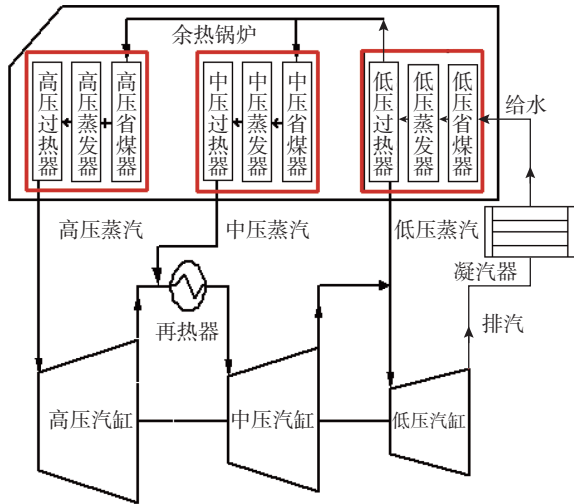 余热锅炉
高压过热器
高压蒸发器
高压省煤器
中压过热器
中压蒸发器
中压省煤器
低压过热器
低压蒸发器
低压省煤器
给水
高压蒸汽
中压蒸汽
低压蒸汽
凝汽器
再热器
排汽
高压汽缸
中压汽缸
低压汽缸